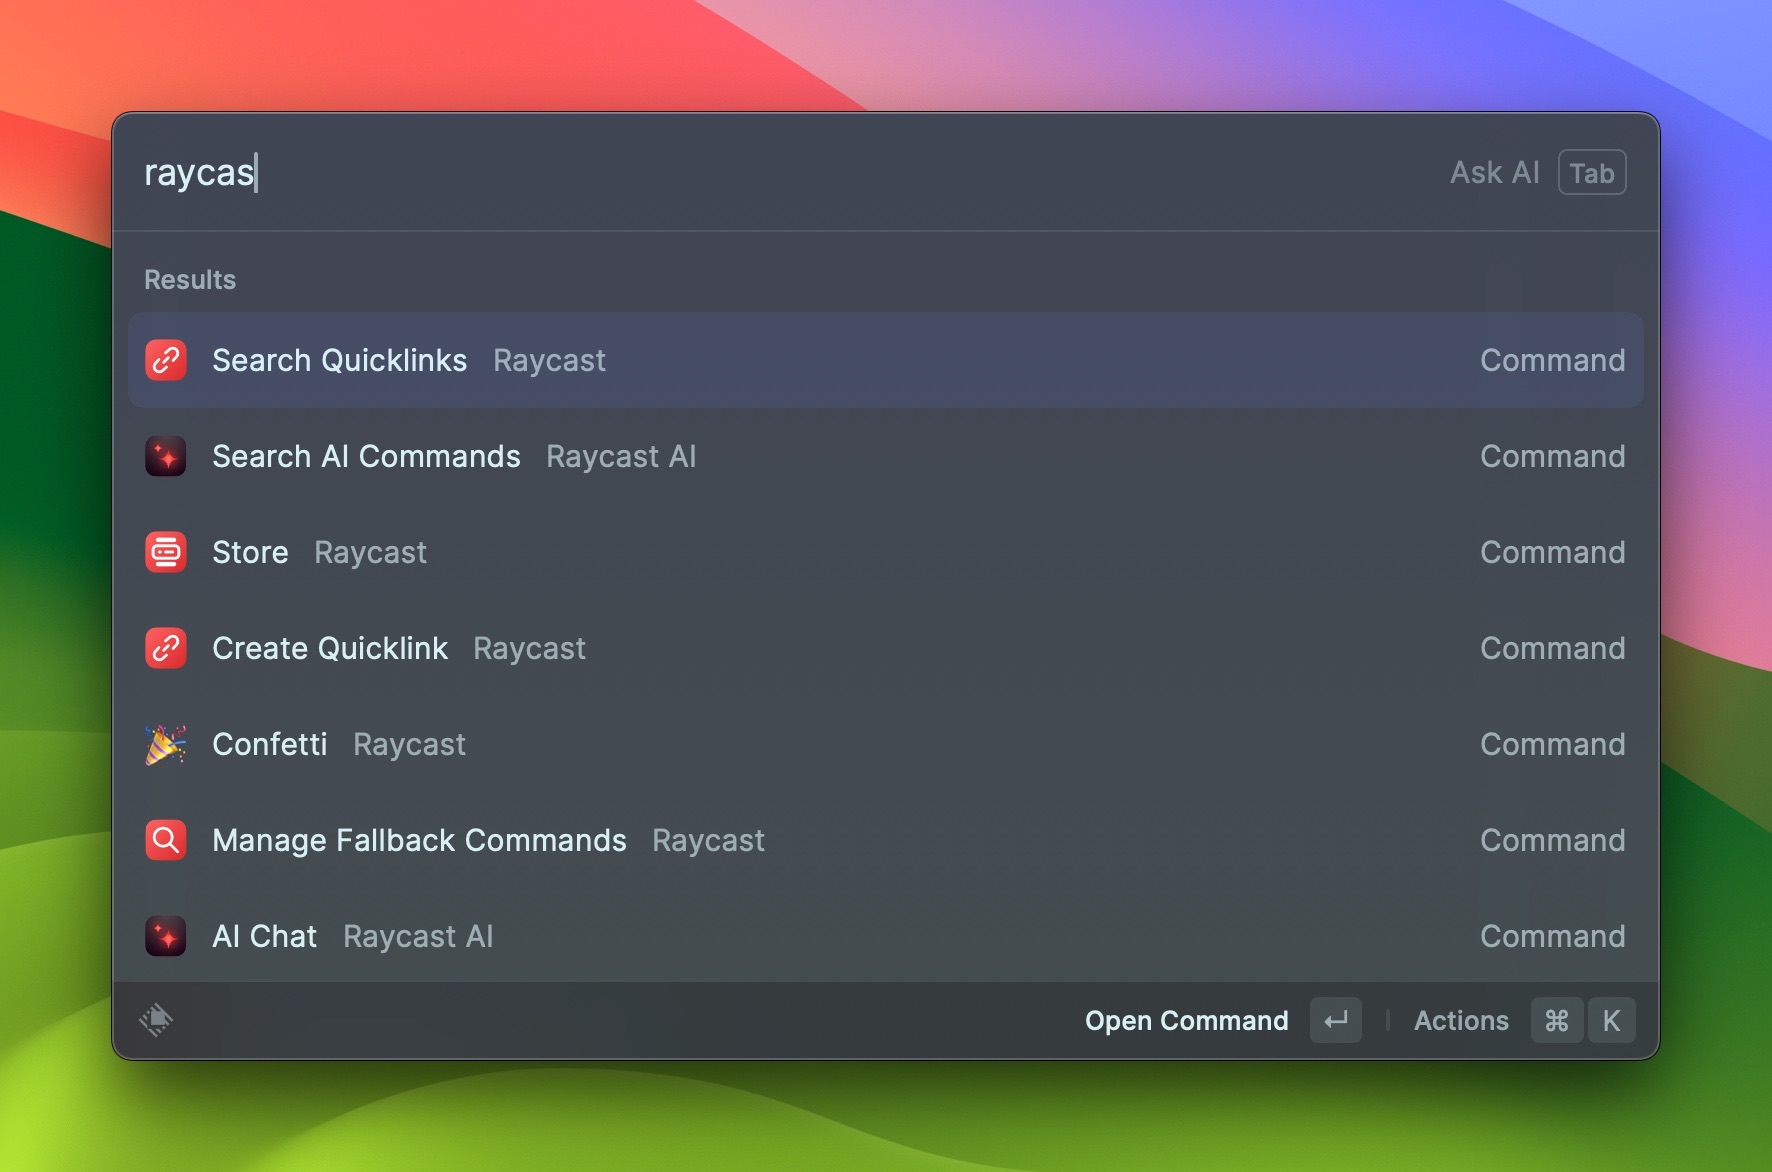 raycas Ask AI Tab
Results
Search Quicklinks Raycast Command
Search AI Commands Raycast AI Command
Store Raycast Command
Create Quicklink Raycast Command
Confetti Raycast Command
Manage Fallback Commands Raycast Command
AI Chat Raycast AI Command
Open Command ↵ Actions ⌘ K